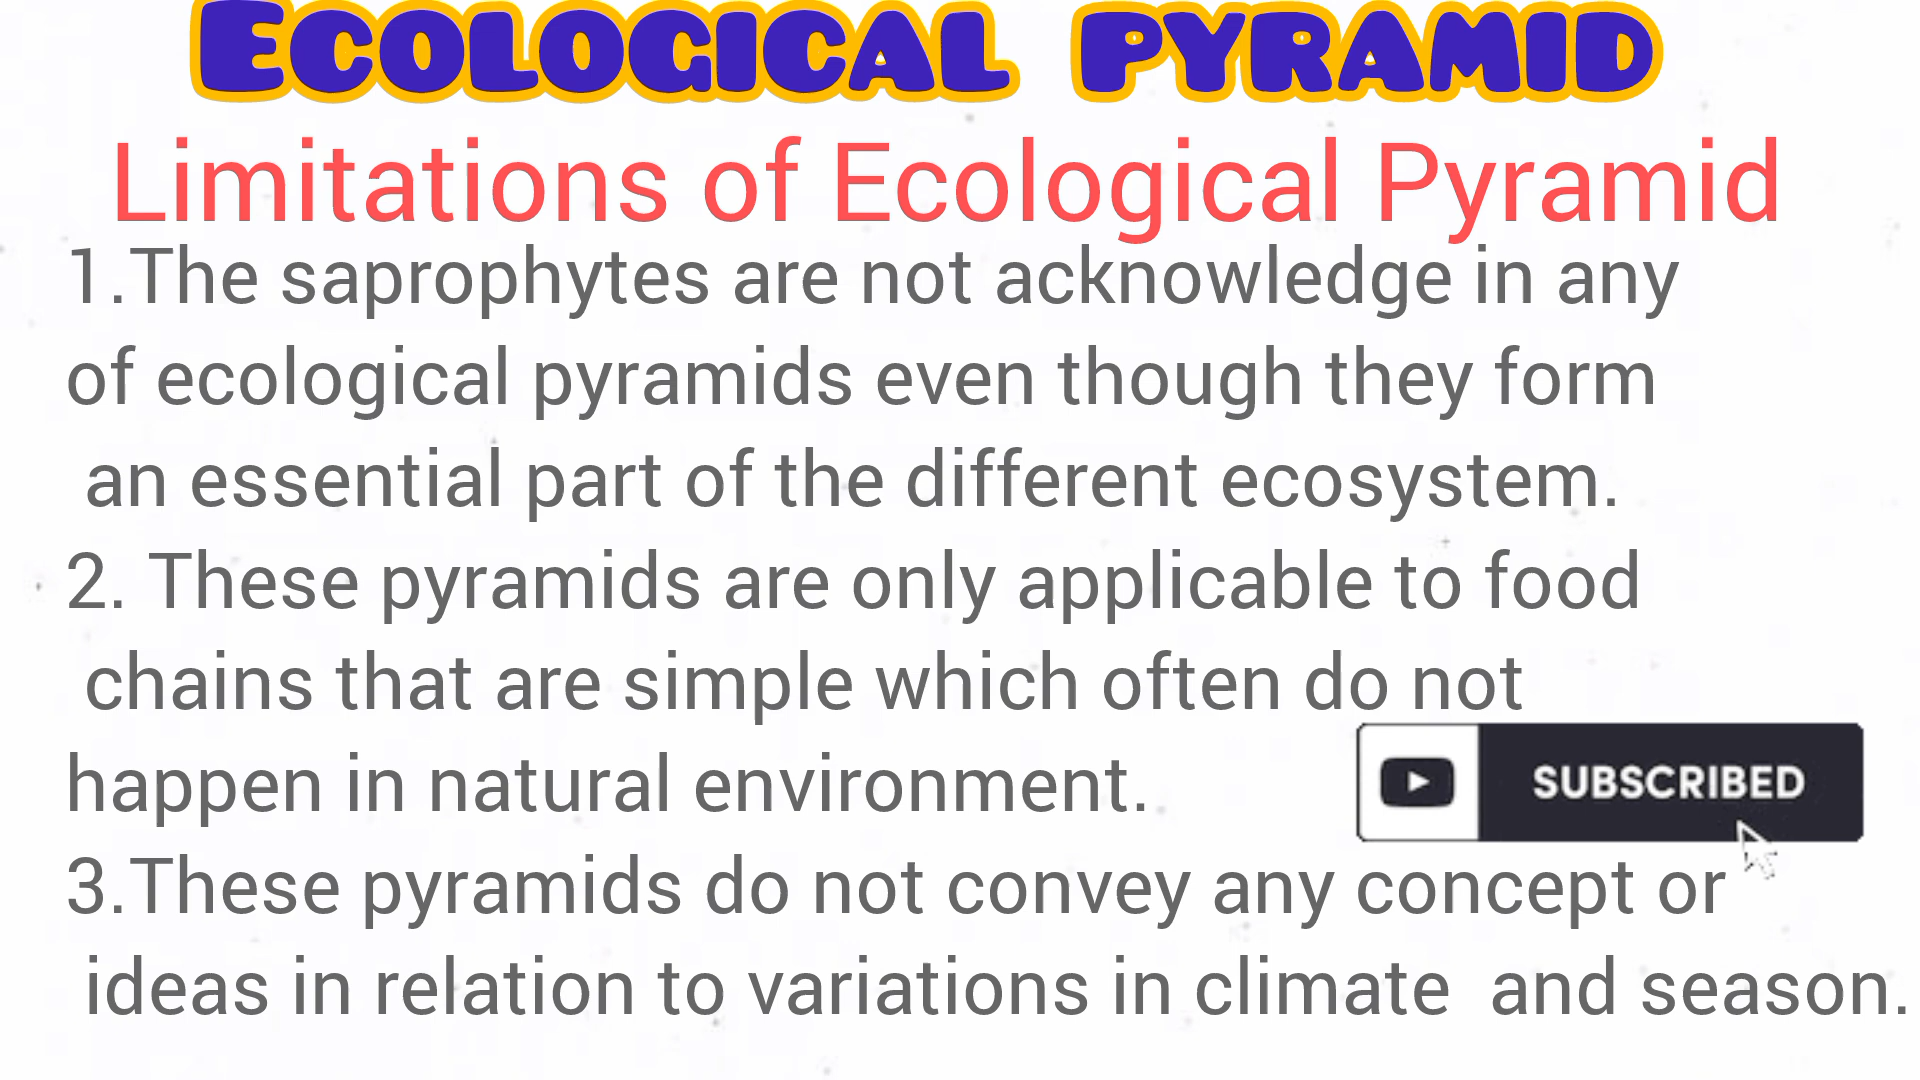 ECOLOGICAL PYRAMID
Limitations of Ecological Pyramid
1.The saprophytes are not acknowledge in any
of ecological pyramids even though they form
an essential part of the different ecosystem.
2. These pyramids are only applicable to food
chains that are simple which often do not
happen in natural environment.
SUBSCRIBED
3.These pyramids do not convey any concept or
ideas in relation to variations in climate and season.